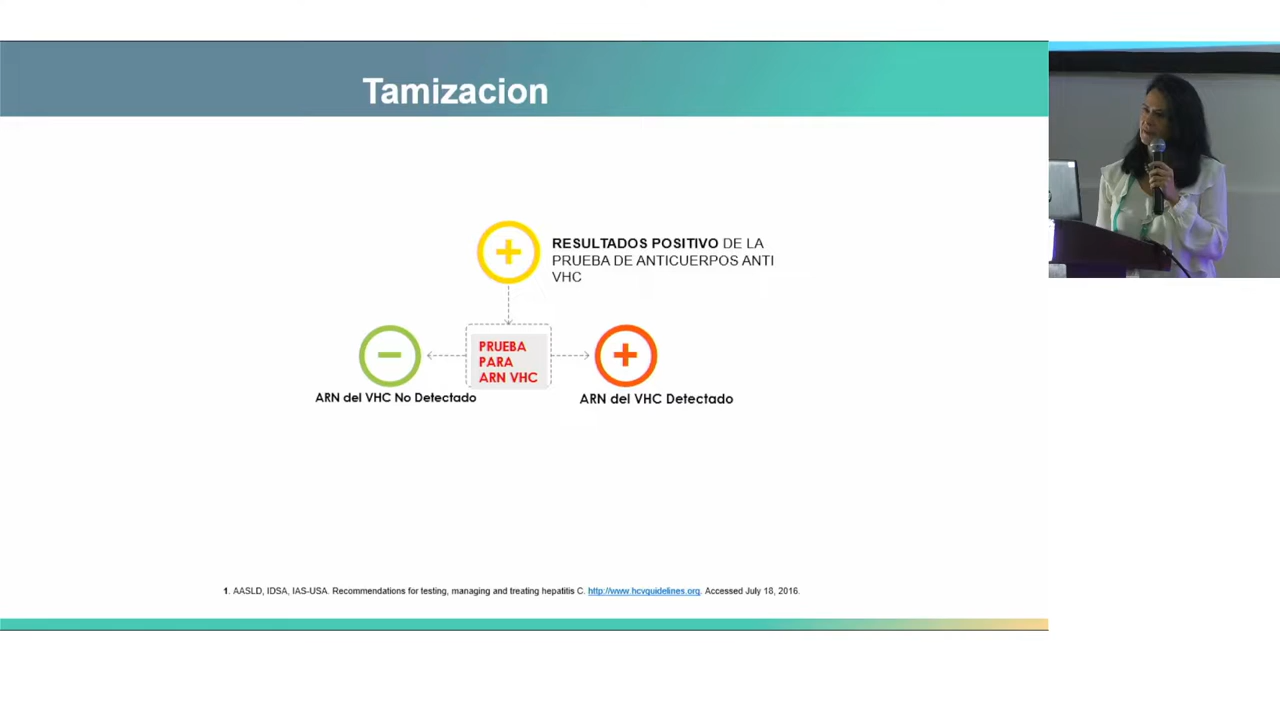 Tamizacion
RESULTADOS POSITIVO DE LA
PRUEBA DE ANTICUERPOS ANTI
VHC
PRUEBA
PARA
ARN VHC
ARN del VHC No Detectado
ARN del VHC Detectado
1. AASLD, IDSA, IAS-USA. Recommendations for testing, managing and treating hepatitis C. http://www.hcvguidelines.org. Accessed July 18, 2016.